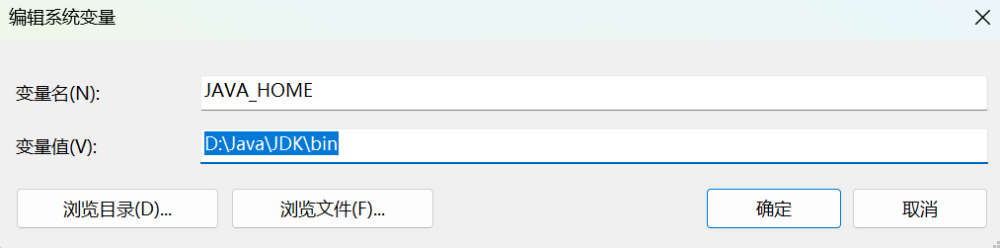 编辑系统变量
变量名(N):
JAVA_HOME
变量值(V):
D:\Java\JDK\bin
浏览目录(D)...
浏览文件(F)...
确定
取消